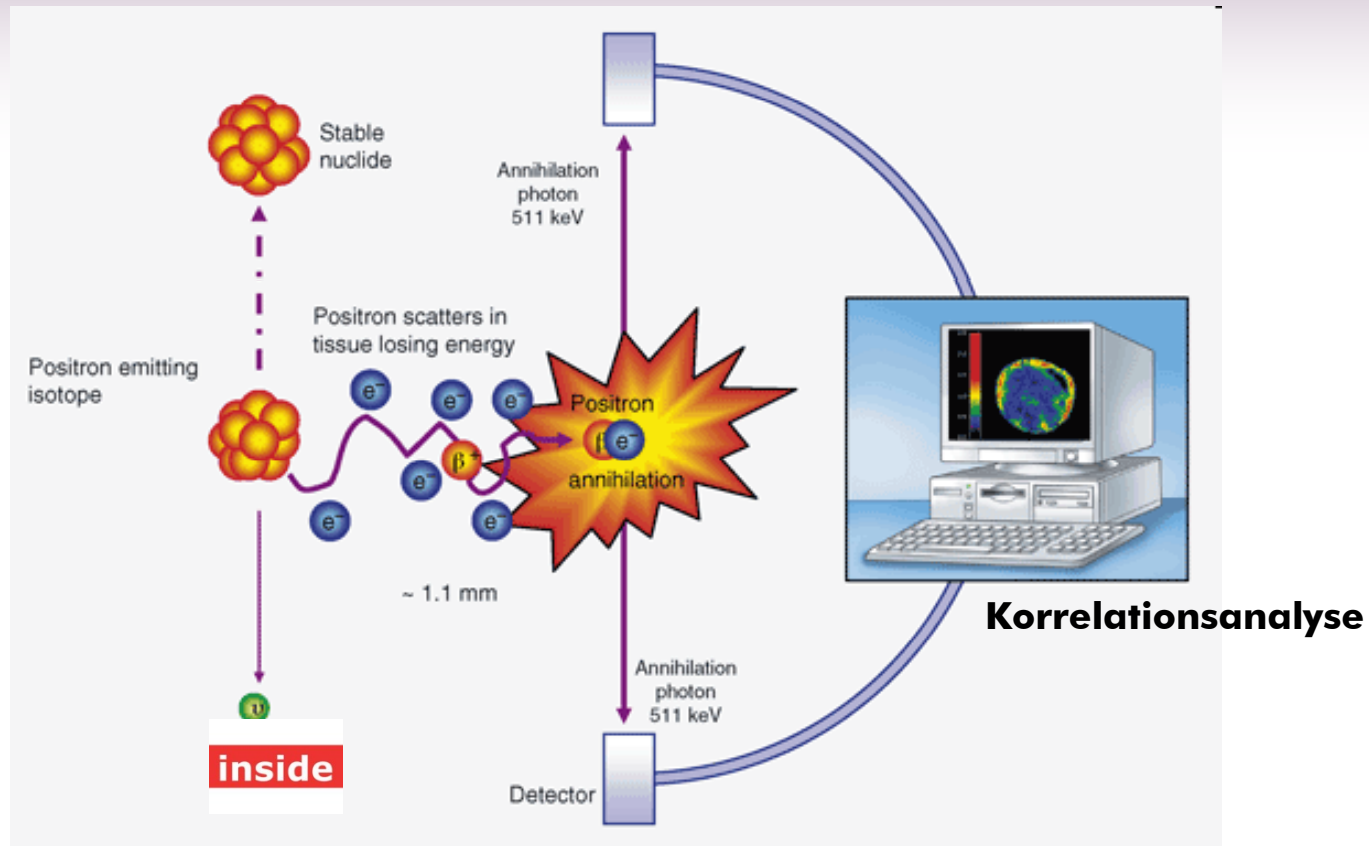 Stable
nuclide
Annihilation
photon
511 keV
Positron scatters in
tissue losing energy
Positron emitting
isotope
e⁻
e⁻
e⁻
Positron
β e⁻
β⁺
annihilation
e⁻
e⁻
e⁻
~ 1.1 mm
Korrelationsanalyse
Annihilation
photon
511 keV
υ
inside
Detector